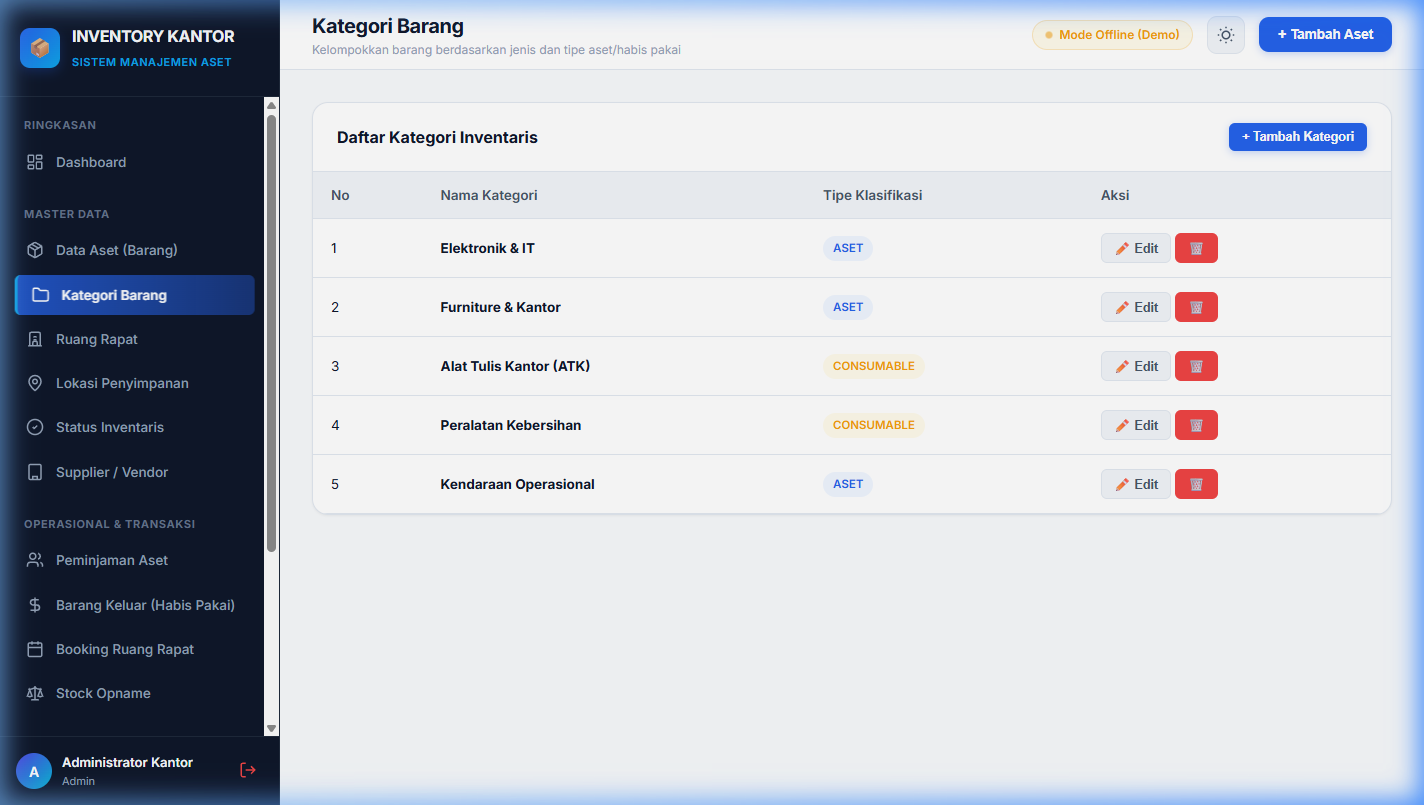 INVENTORY KANTOR
SISTEM MANAJEMEN ASET
RINGKASAN
Dashboard
MASTER DATA
Data Aset (Barang)
Kategori Barang
Ruang Rapat
Lokasi Penyimpanan
Status Inventaris
Supplier / Vendor
OPERASIONAL & TRANSAKSI
Peminjaman Aset
Barang Keluar (Habis Pakai)
Booking Ruang Rapat
Stock Opname
A
Administrator Kantor
Admin
Kategori Barang
Kelompokkan barang berdasarkan jenis dan tipe aset/habis pakai
Mode Offline (Demo)
+ Tambah Aset
Daftar Kategori Inventaris
+ Tambah Kategori
No Nama Kategori Tipe Klasifikasi Aksi
1 Elektronik & IT ASET Edit
2 Furniture & Kantor ASET Edit
3 Alat Tulis Kantor (ATK) CONSUMABLE Edit
4 Peralatan Kebersihan CONSUMABLE Edit
5 Kendaraan Operasional ASET Edit